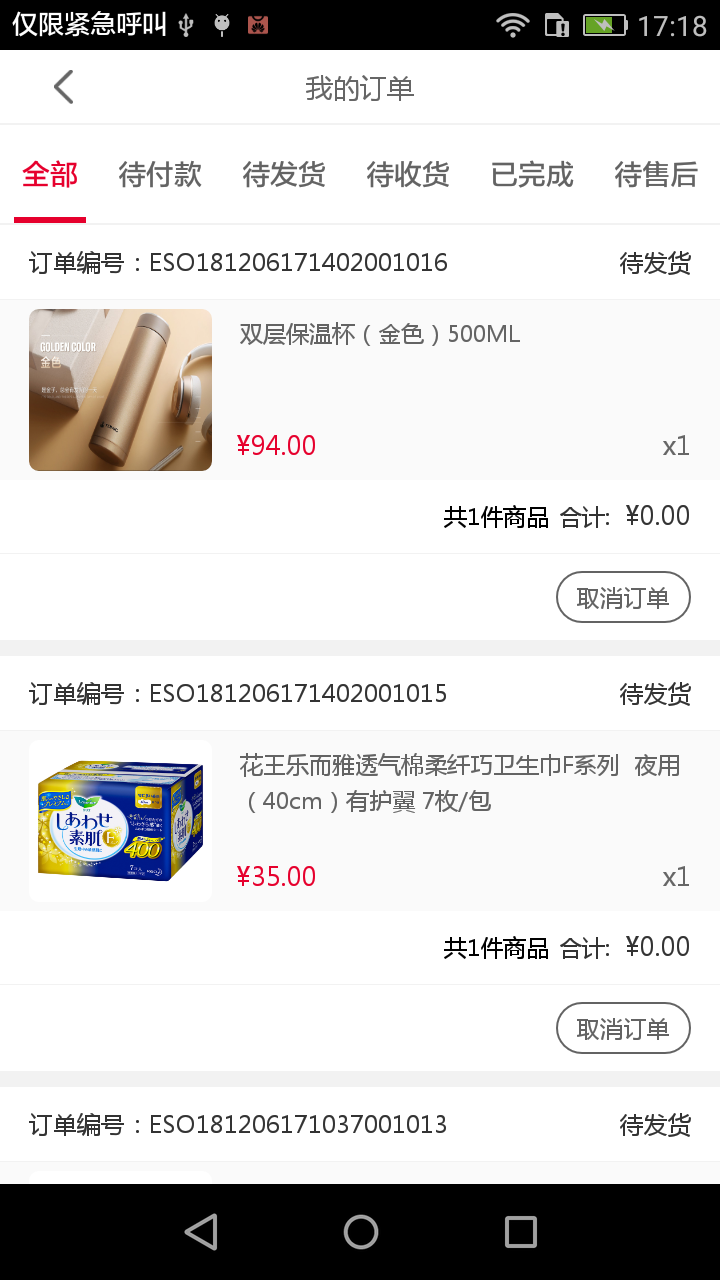 仅限紧急呼叫 17:18
我的订单
全部 待付款 待发货 待收货 已完成 待售后
订单编号：ESO181206171402001016 待发货
GOLDEN COLOR
金色
双层保温杯（金色）500ML
¥94.00 x1
共1件商品 合计: ¥0.00
取消订单
订单编号：ESO181206171402001015 待发货
花王乐而雅透气棉柔纤巧卫生巾F系列 夜用
（40cm）有护翼 7枚/包
しあわせ
素肌
F
400
¥35.00 x1
共1件商品 合计: ¥0.00
取消订单
订单编号：ESO181206171037001013 待发货